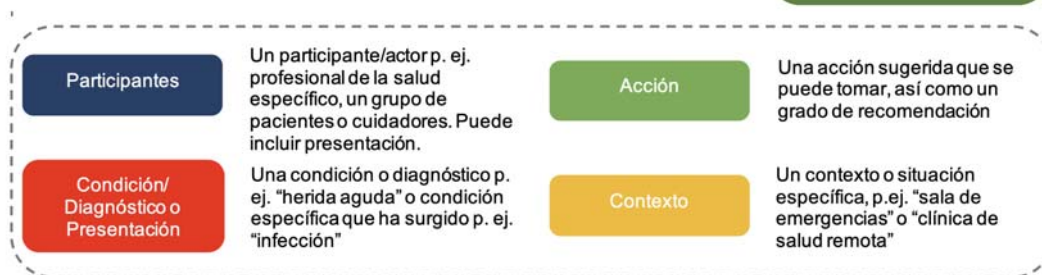 Participantes
Un participante/actor p. ej.
profesional de la salud
específico, un grupo de
pacientes o cuidadores. Puede
incluir presentación.
Acción
Una acción sugerida que se
puede tomar, así como un
grado de recomendación
Condición/
Diagnóstico o
Presentación
Una condición o diagnóstico p.
ej. “herida aguda” o condición
específica que ha surgido p. ej.
“infección”
Contexto
Un contexto o situación
específica, p.ej. “sala de
emergencias” o “clínica de
salud remota”